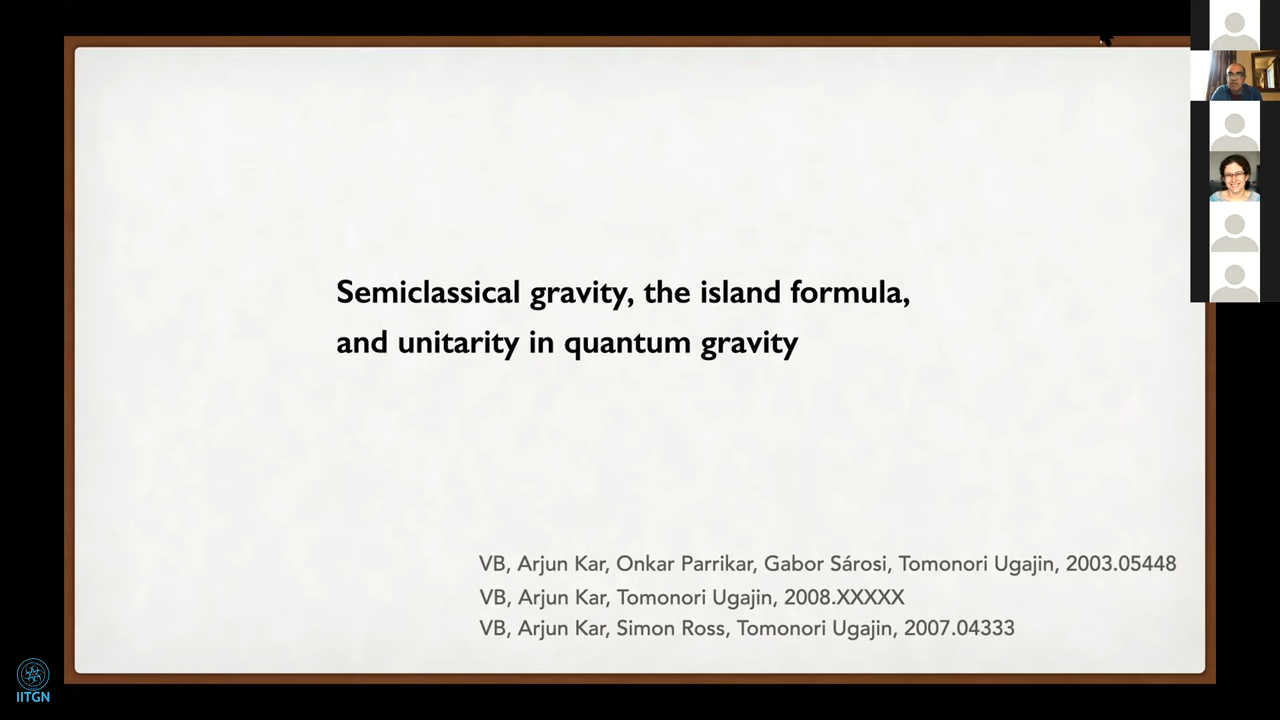 Semiclassical gravity, the island formula,
and unitarity in quantum gravity
VB, Arjun Kar, Onkar Parrikar, Gabor Sárosi, Tomonori Ugajin, 2003.05448
VB, Arjun Kar, Tomonori Ugajin, 2008.XXXXX
VB, Arjun Kar, Simon Ross, Tomonori Ugajin, 2007.04333
IITGN